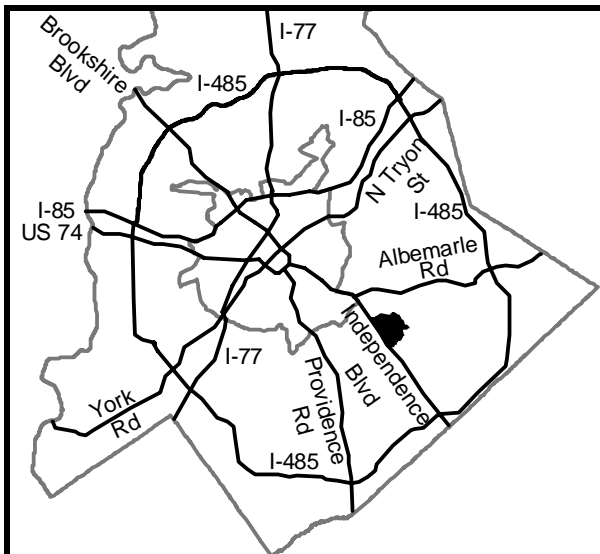 Brookshire
Blvd
I-77
I-485
I-85
N Tryon
St
I-85
US 74
I-485
Albemarle
Rd
Independence
Blvd
I-77
Providence
Rd
York
Rd
I-485